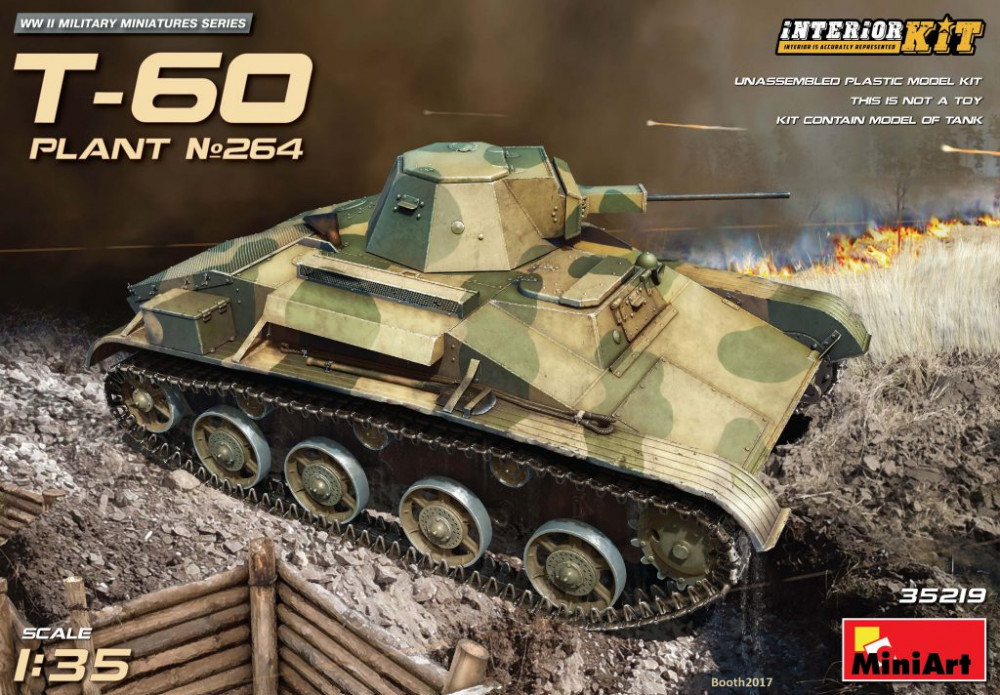 WW II MILITARY MINIATURES SERIES
T-60
PLANT №264
iNTERiOR KiT
INTERIOR IS ACCURATELY REPRESENTED
UNASSEMBLED PLASTIC MODEL KIT
THIS IS NOT A TOY
KIT CONTAIN MODEL OF TANK
35219
SCALE
1:35
MiniArt
Booth2017